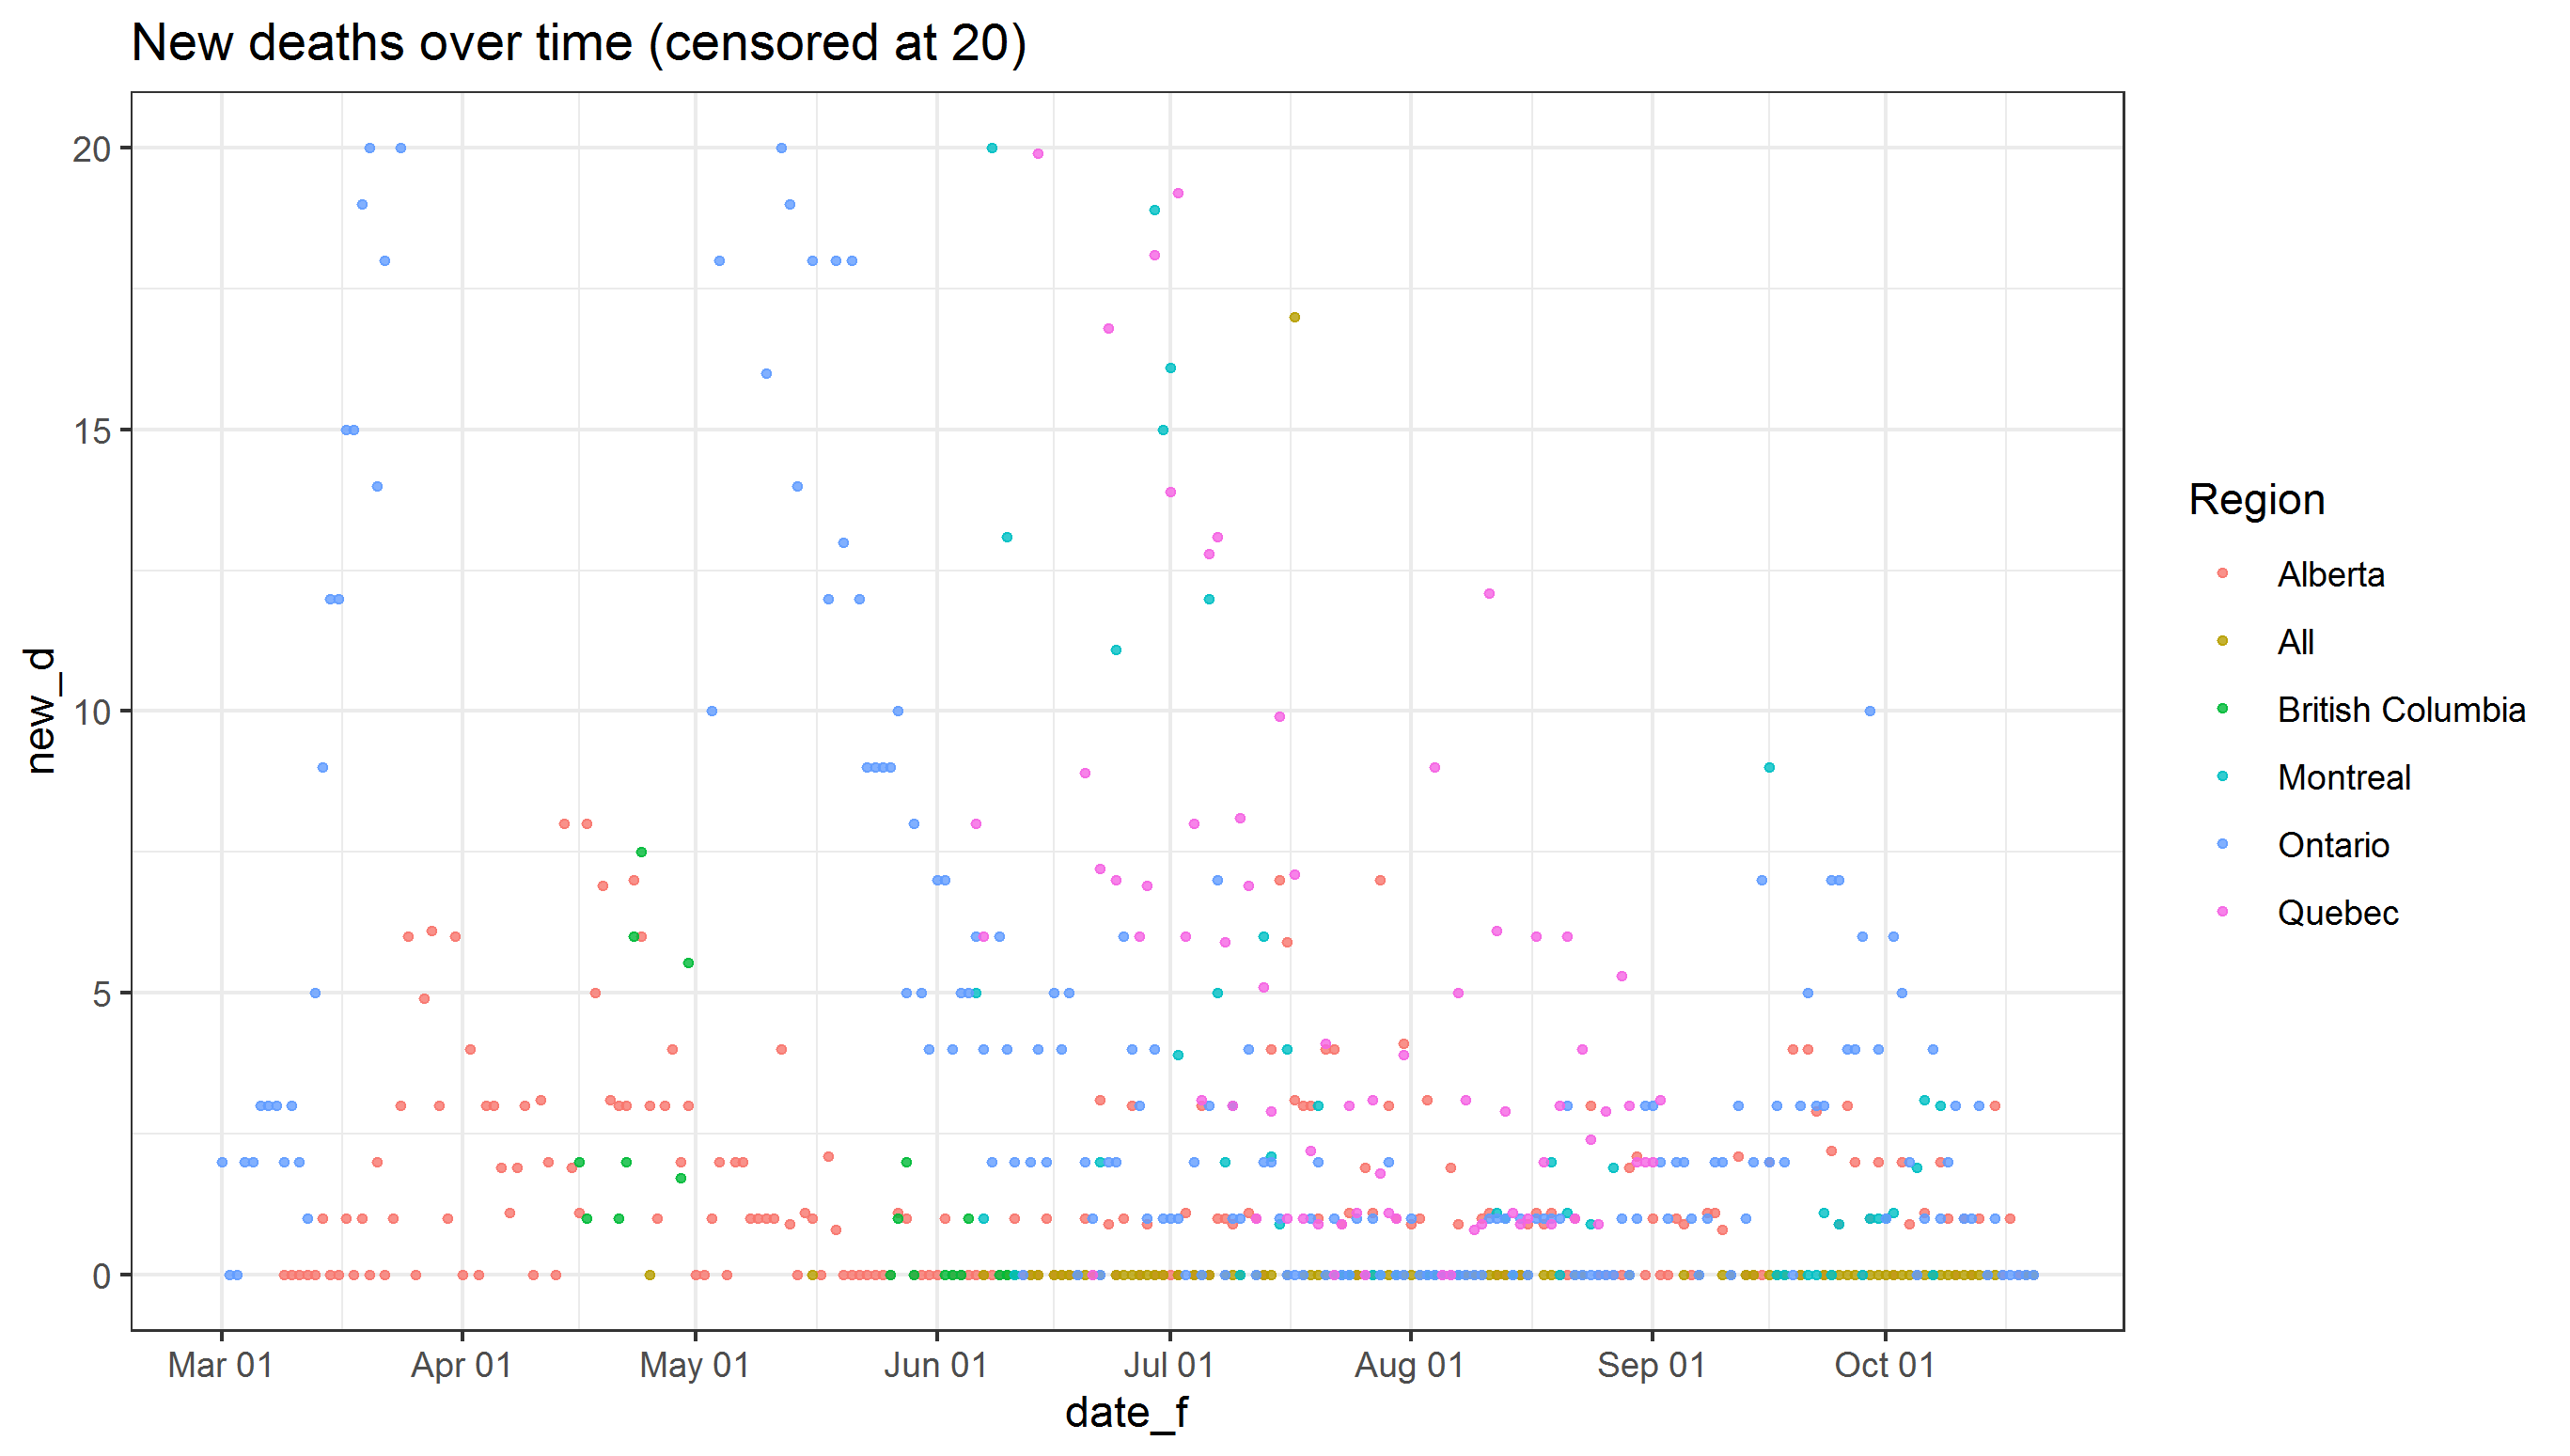 New deaths over time (censored at 20)
20
15
10
5
0
new_d
Mar 01 Apr 01 May 01 Jun 01 Jul 01 Aug 01 Sep 01 Oct 01
date_f
Region
Alberta
All
British Columbia
Montreal
Ontario
Quebec